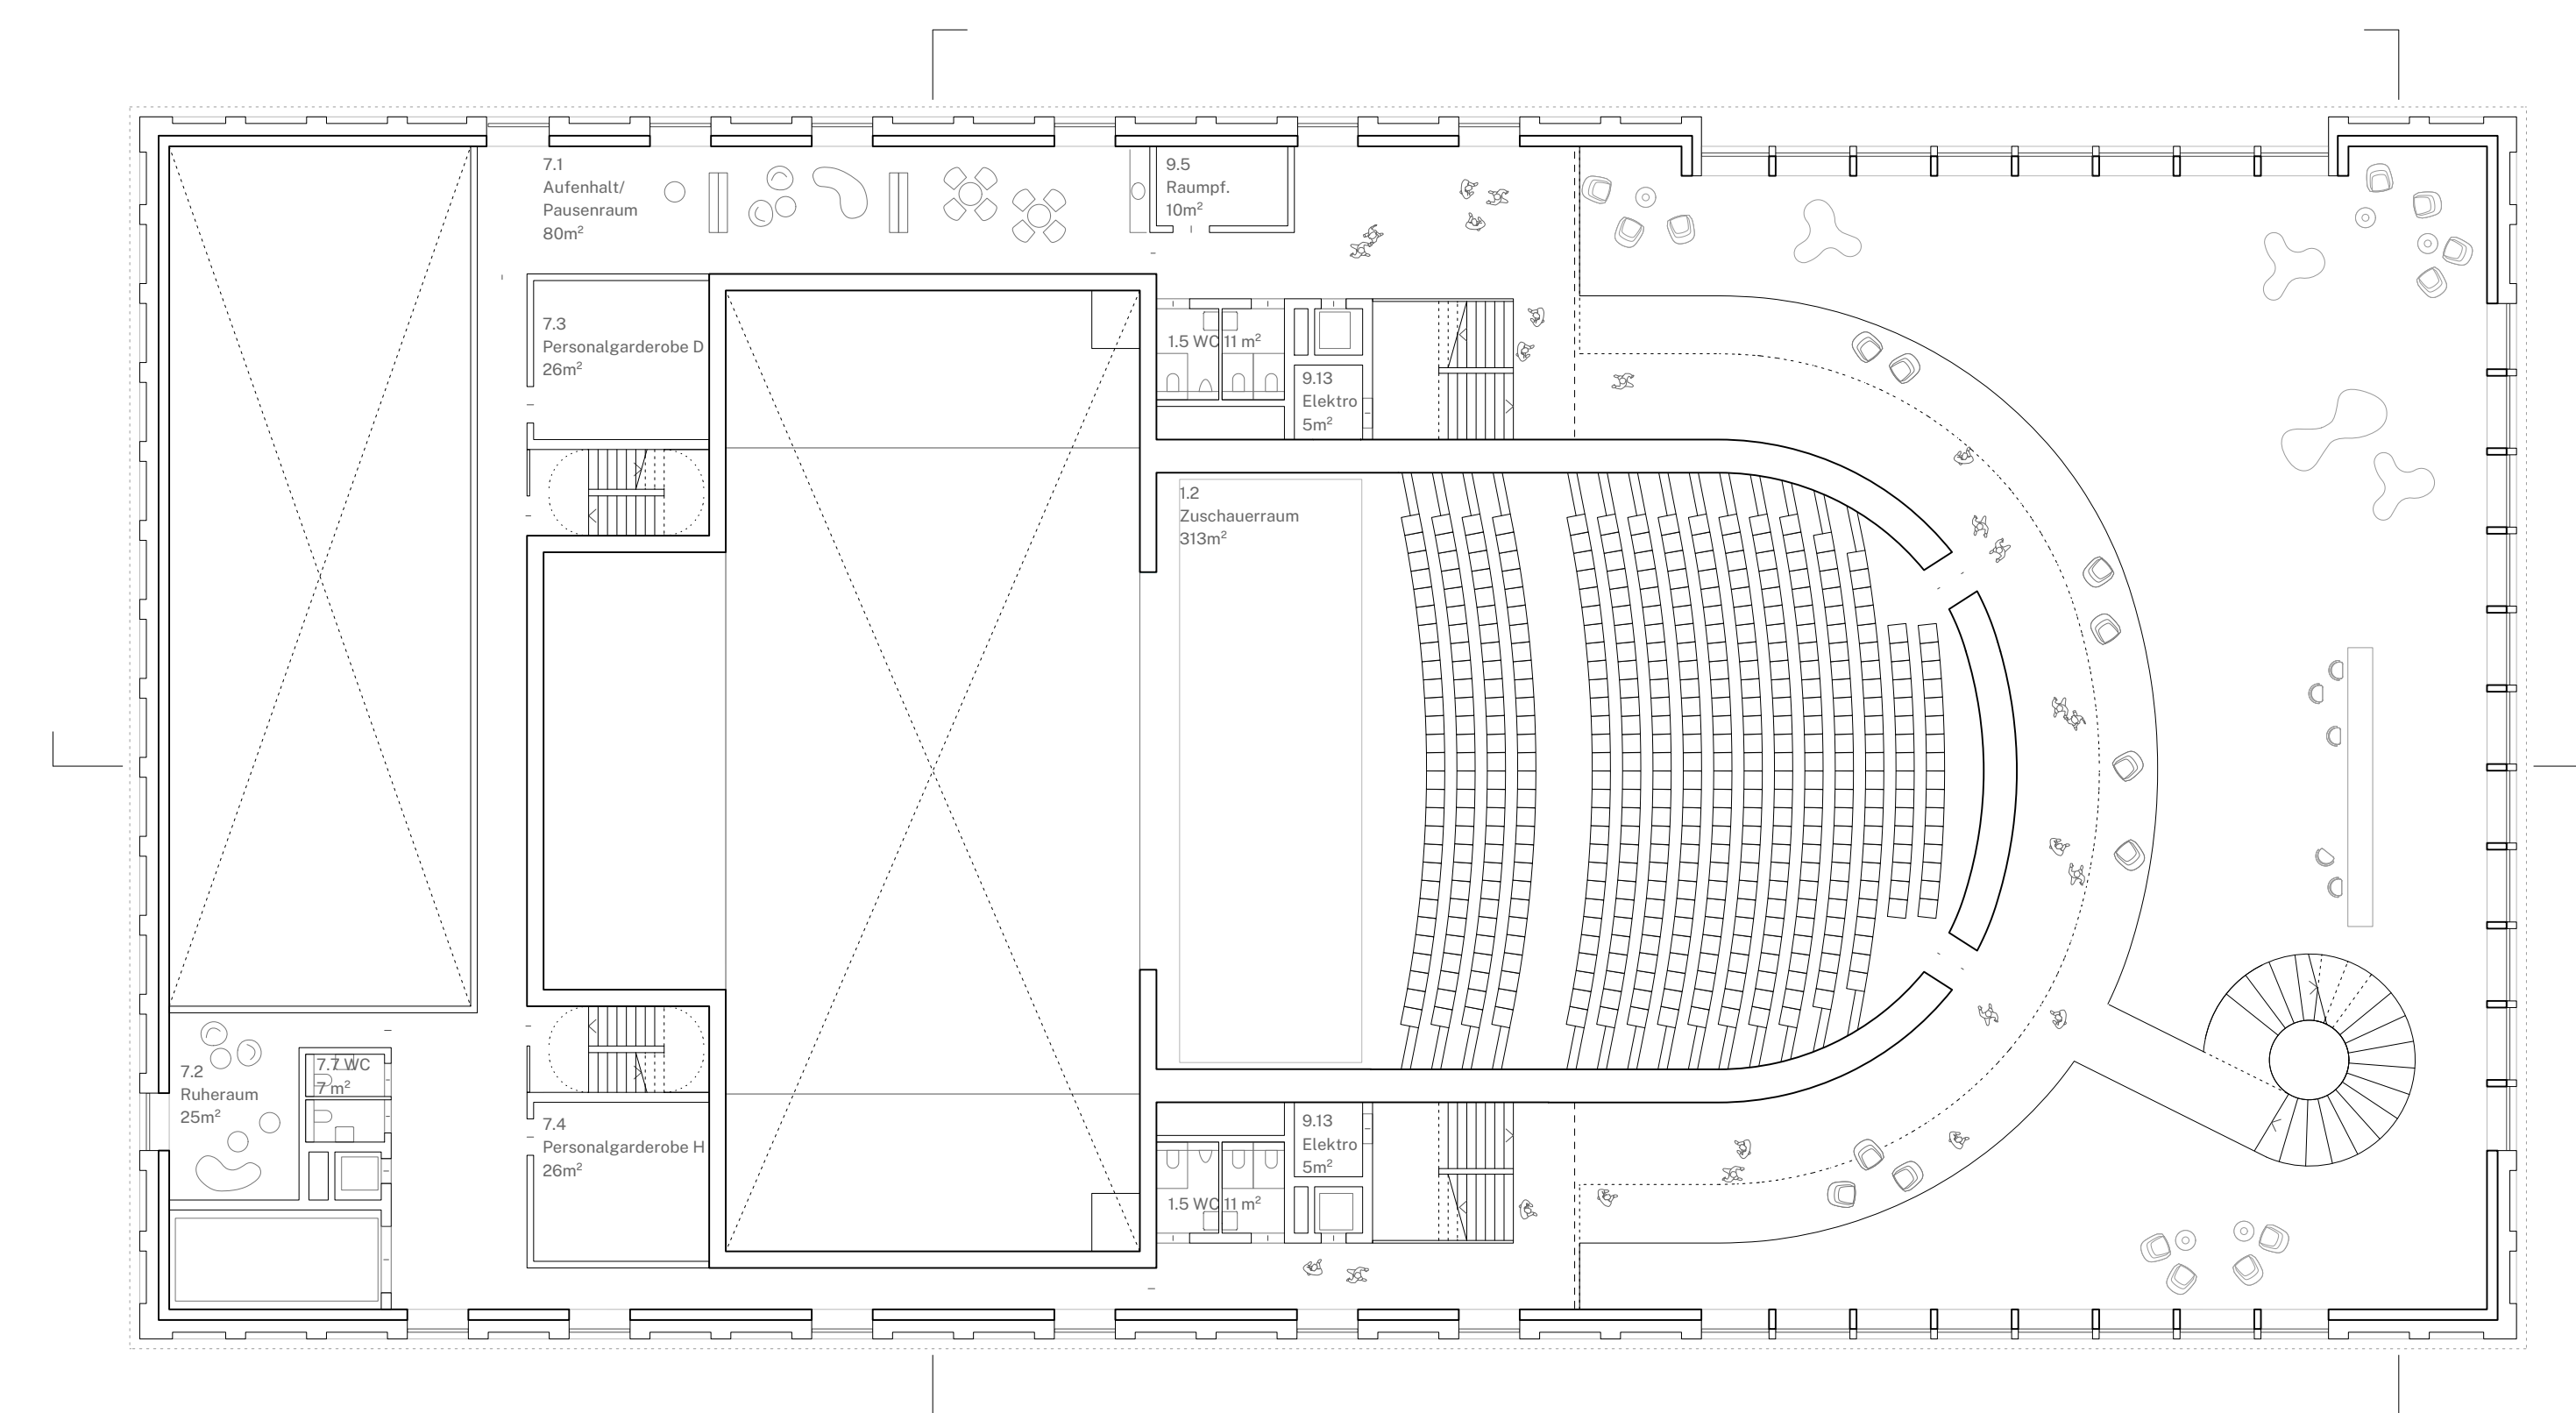 7.1
Aufenhalt/
Pausenraum
80m²
9.5
Raumpf.
10m²
7.3
Personalgarderobe D
26m²
1.5 WC 11 m²
9.13
Elektro
5m²
1.2
Zuschauerraum
313m²
7.2
Ruheraum
25m²
7.7 WC
7 m²
7.4
Personalgarderobe H
26m²
9.13
Elektro
5m²
1.5 WC 11 m²